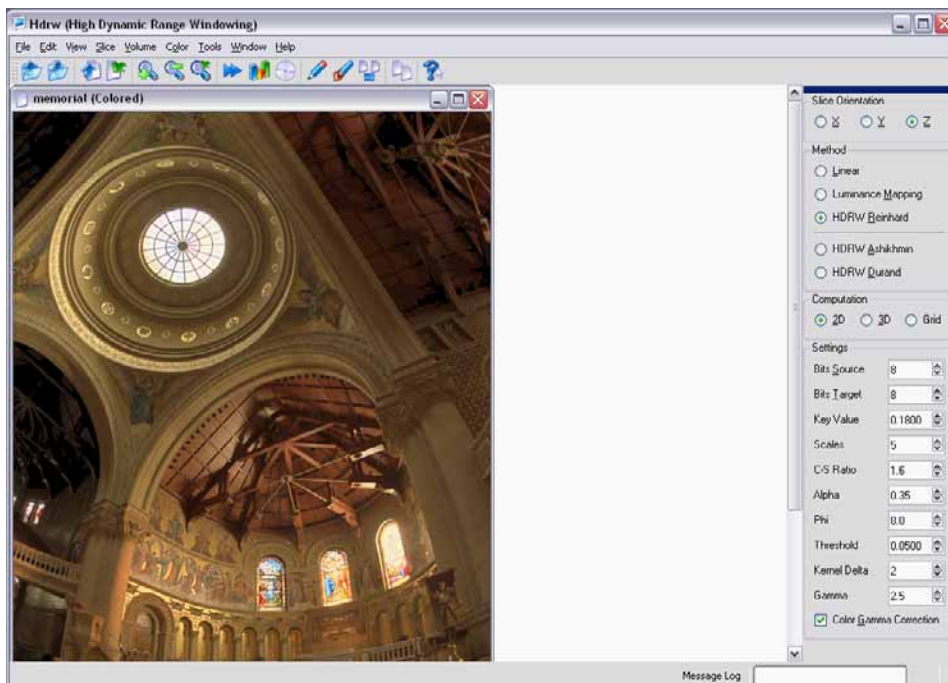 Hdrw (High Dynamic Range Windowing)
File Edit View Slice Volume Color Tools Window Help
memorial (Colored)
Slice Orientation
X Y Z
Method
Linear
Luminance Mapping
HDRW Reinhard
HDRW Ashikhmin
HDRW Durand
Computation
2D 3D Grid
Settings
Bits Source 8
Bits Target 8
Key Value 0.1800
Scales 5
C-S Ratio 1.6
Alpha 0.35
Phi 8.0
Threshold 0.0500
Kernel Delta 2
Gamma 2.5
Color Gamma Correction
Message Log